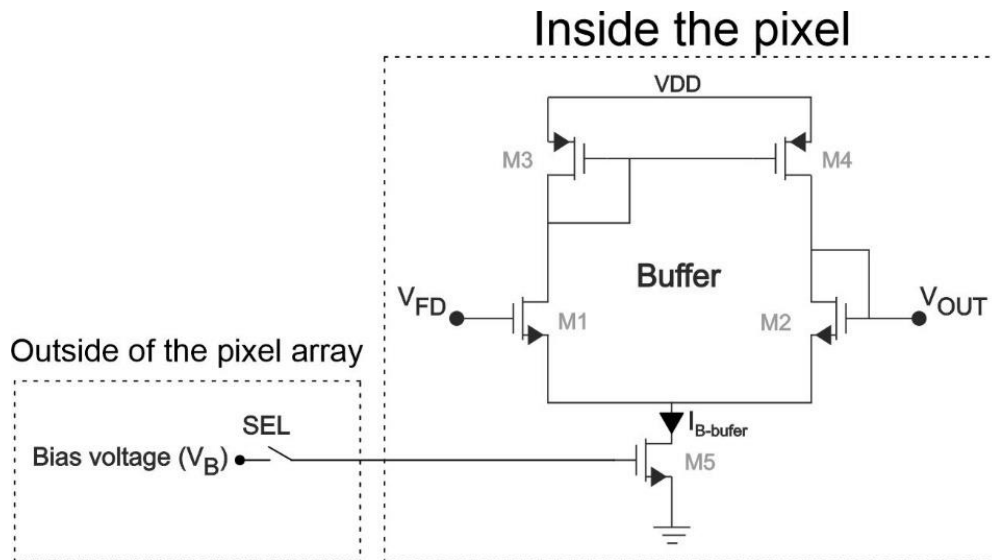 Inside the pixel
VDD
M3
M4
Buffer
VFD
M1
M2
VOUT
Outside of the pixel array
SEL
IB-bufer
Bias voltage (VB)
M5